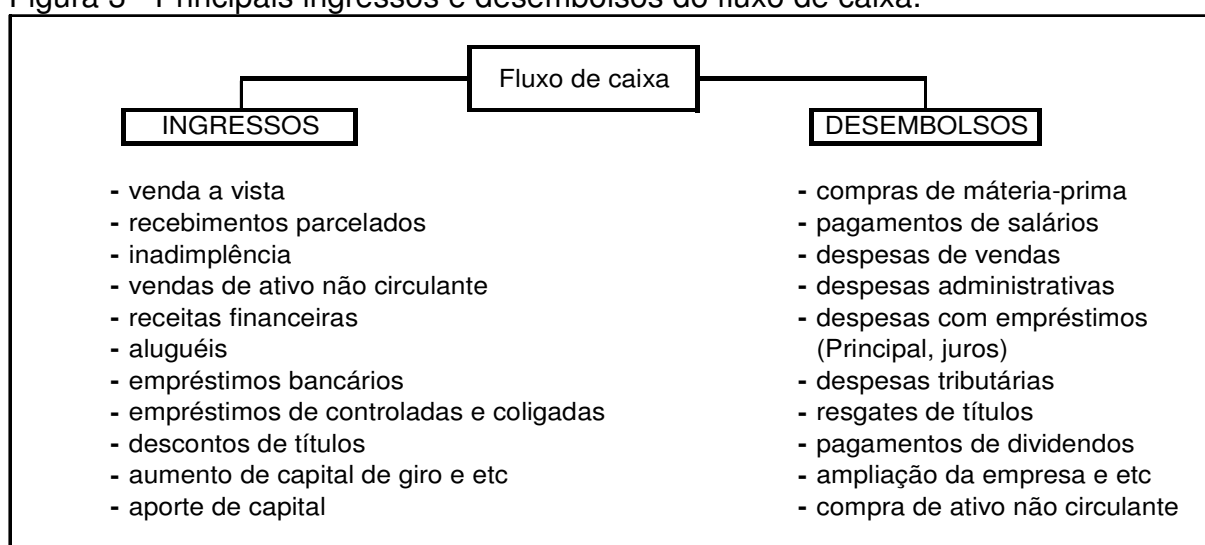 Figura 3 - Principais ingressos e desembolsos do fluxo de caixa.
Fluxo de caixa
INGRESSOS
- venda a vista
- recebimentos parcelados
- inadimplência
- vendas de ativo não circulante
- receitas financeiras
- aluguéis
- empréstimos bancários
- empréstimos de controladas e coligadas
- descontos de títulos
- aumento de capital de giro e etc
- aporte de capital
DESEMBOLSOS
- compras de máteria-prima
- pagamentos de salários
- despesas de vendas
- despesas administrativas
- despesas com empréstimos
(Principal, juros)
- despesas tributárias
- resgates de títulos
- pagamentos de dividendos
- ampliação da empresa e etc
- compra de ativo não circulante